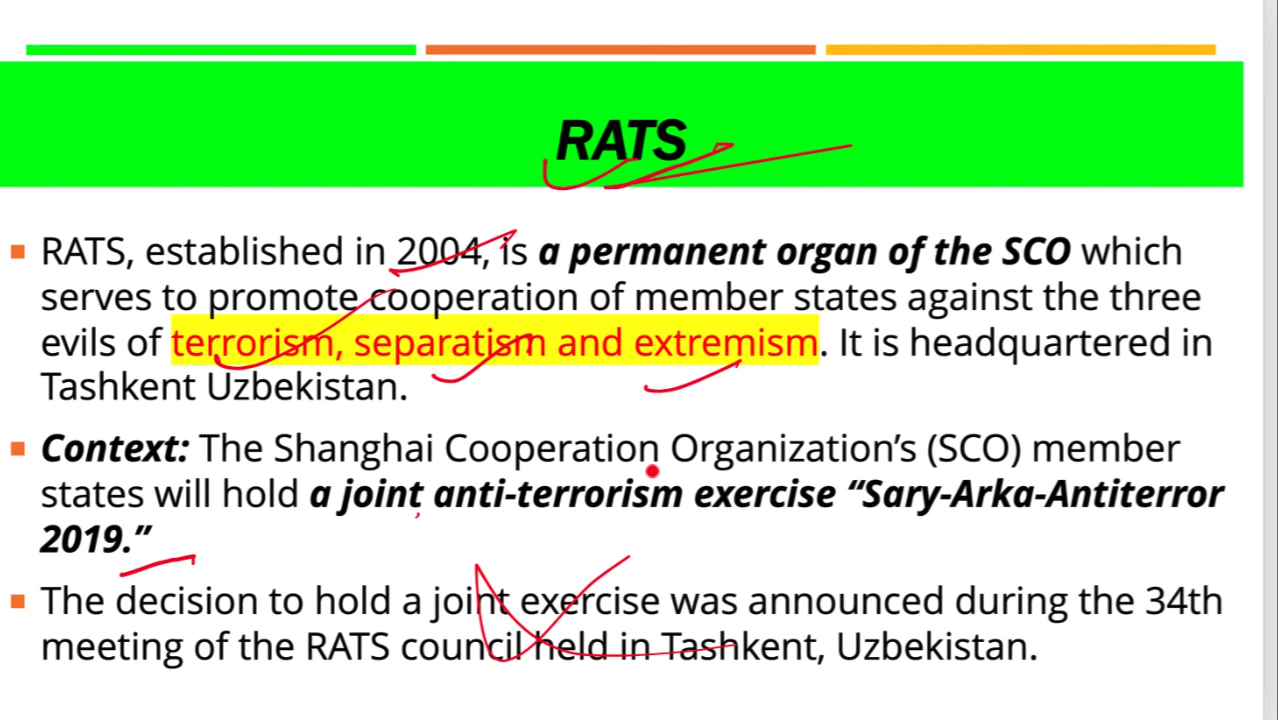 RATS
RATS, established in 2004, is a permanent organ of the SCO which
serves to promote cooperation of member states against the three
evils of terrorism, separatism and extremism. It is headquartered in
Tashkent Uzbekistan.
Context: The Shanghai Cooperation Organization’s (SCO) member
states will hold a joint anti-terrorism exercise “Sary-Arka-Antiterror
2019.”
The decision to hold a joint exercise was announced during the 34th
meeting of the RATS council held in Tashkent, Uzbekistan.